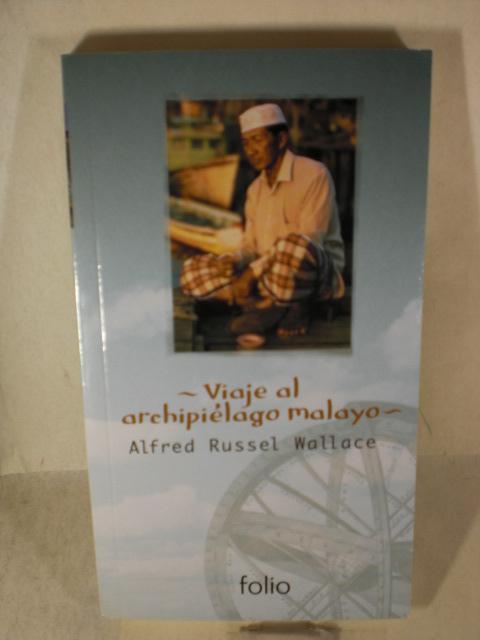 ~ Viaje al
archipiélago malayo ~
Alfred Russel Wallace
folio